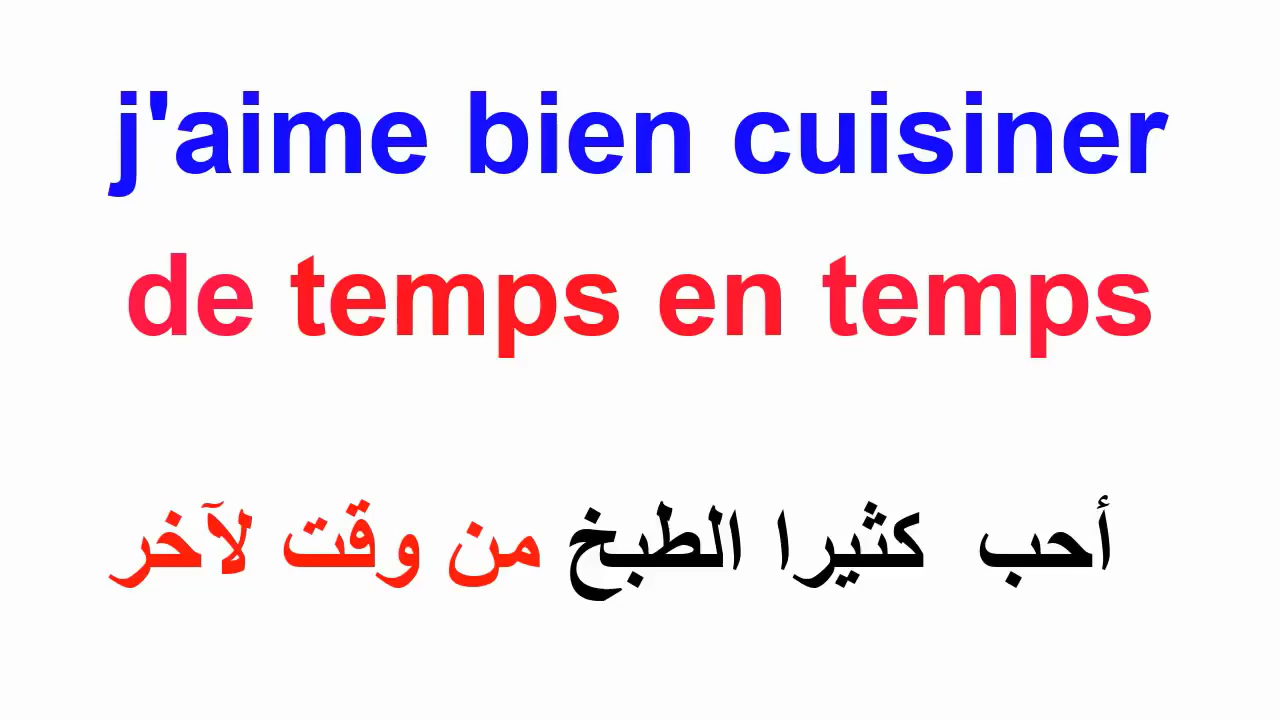 j'aime bien cuisiner
de temps en temps
أحب كثيرا الطبخ من وقت لآخر